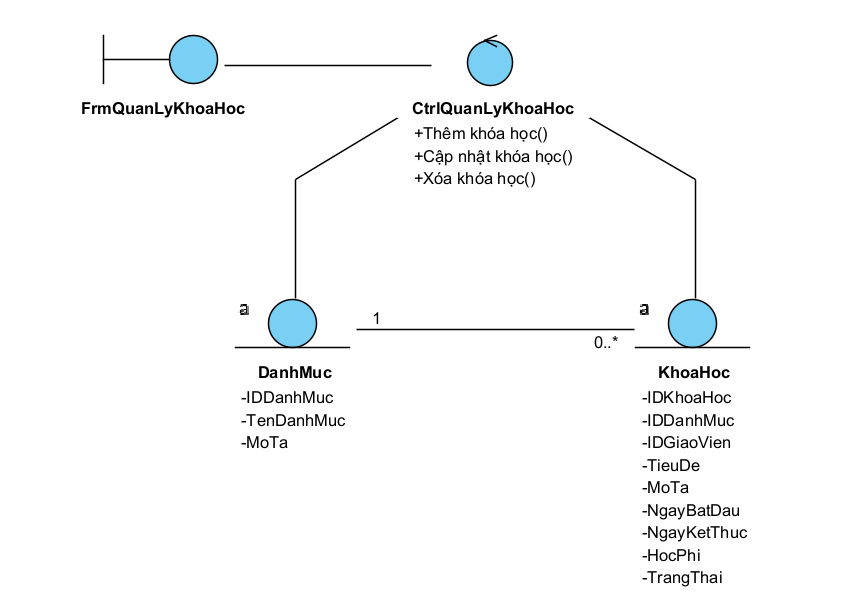 FrmQuanLyKhoaHoc
CtrlQuanLyKhoaHoc
+Thêm khóa học()
+Cập nhật khóa học()
+Xóa khóa học()
a
a
1
0..*
DanhMuc
-IDDanhMuc
-TenDanhMuc
-MoTa
KhoaHoc
-IDKhoaHoc
-IDDanhMuc
-IDGiaoVien
-TieuDe
-MoTa
-NgayBatDau
-NgayKetThuc
-HocPhi
-TrangThai